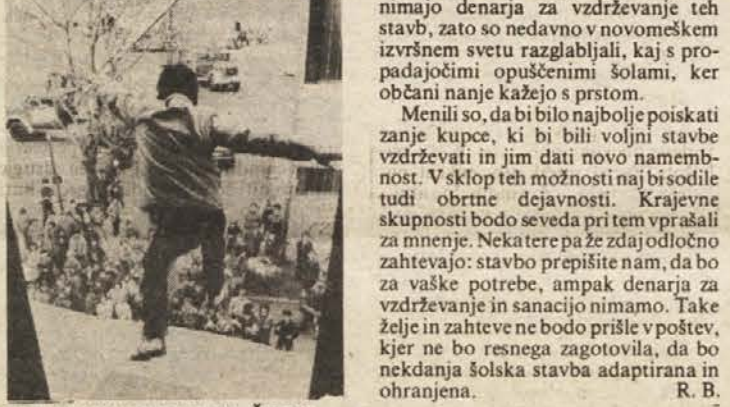 nimajo denarja za vzdrževanje teh
stavb, zato so nedavno v novomeškem
izvršnem svetu razglabljali, kaj s pro-
padajočimi opuščenimi šolami, ker
občani nanje kažejo s prstom.
Menili so, da bi bilo najbolje poiskati
zanje kupce, ki bi bili voljni stavbe
vzdrževati in jim dati novo namemb-
nost. V sklop teh možnosti naj bi sodile
tudi obrtne dejavnosti. Krajevne
skupnosti bodo seveda pri tem vprašali
za mnenje. Nekatere pa že zdaj odločno
zahtevajo: stavbo prepišite nam, da bo
za vaške potrebe, ampak denarja za
vzdrževanje in sanacijo nimamo. Take
želje in zahteve ne bodo prišle v poštev,
kjer ne bo resnega zagotovila, da bo
nekdanja šolska stavba adaptirana in
ohranjena. R. B.